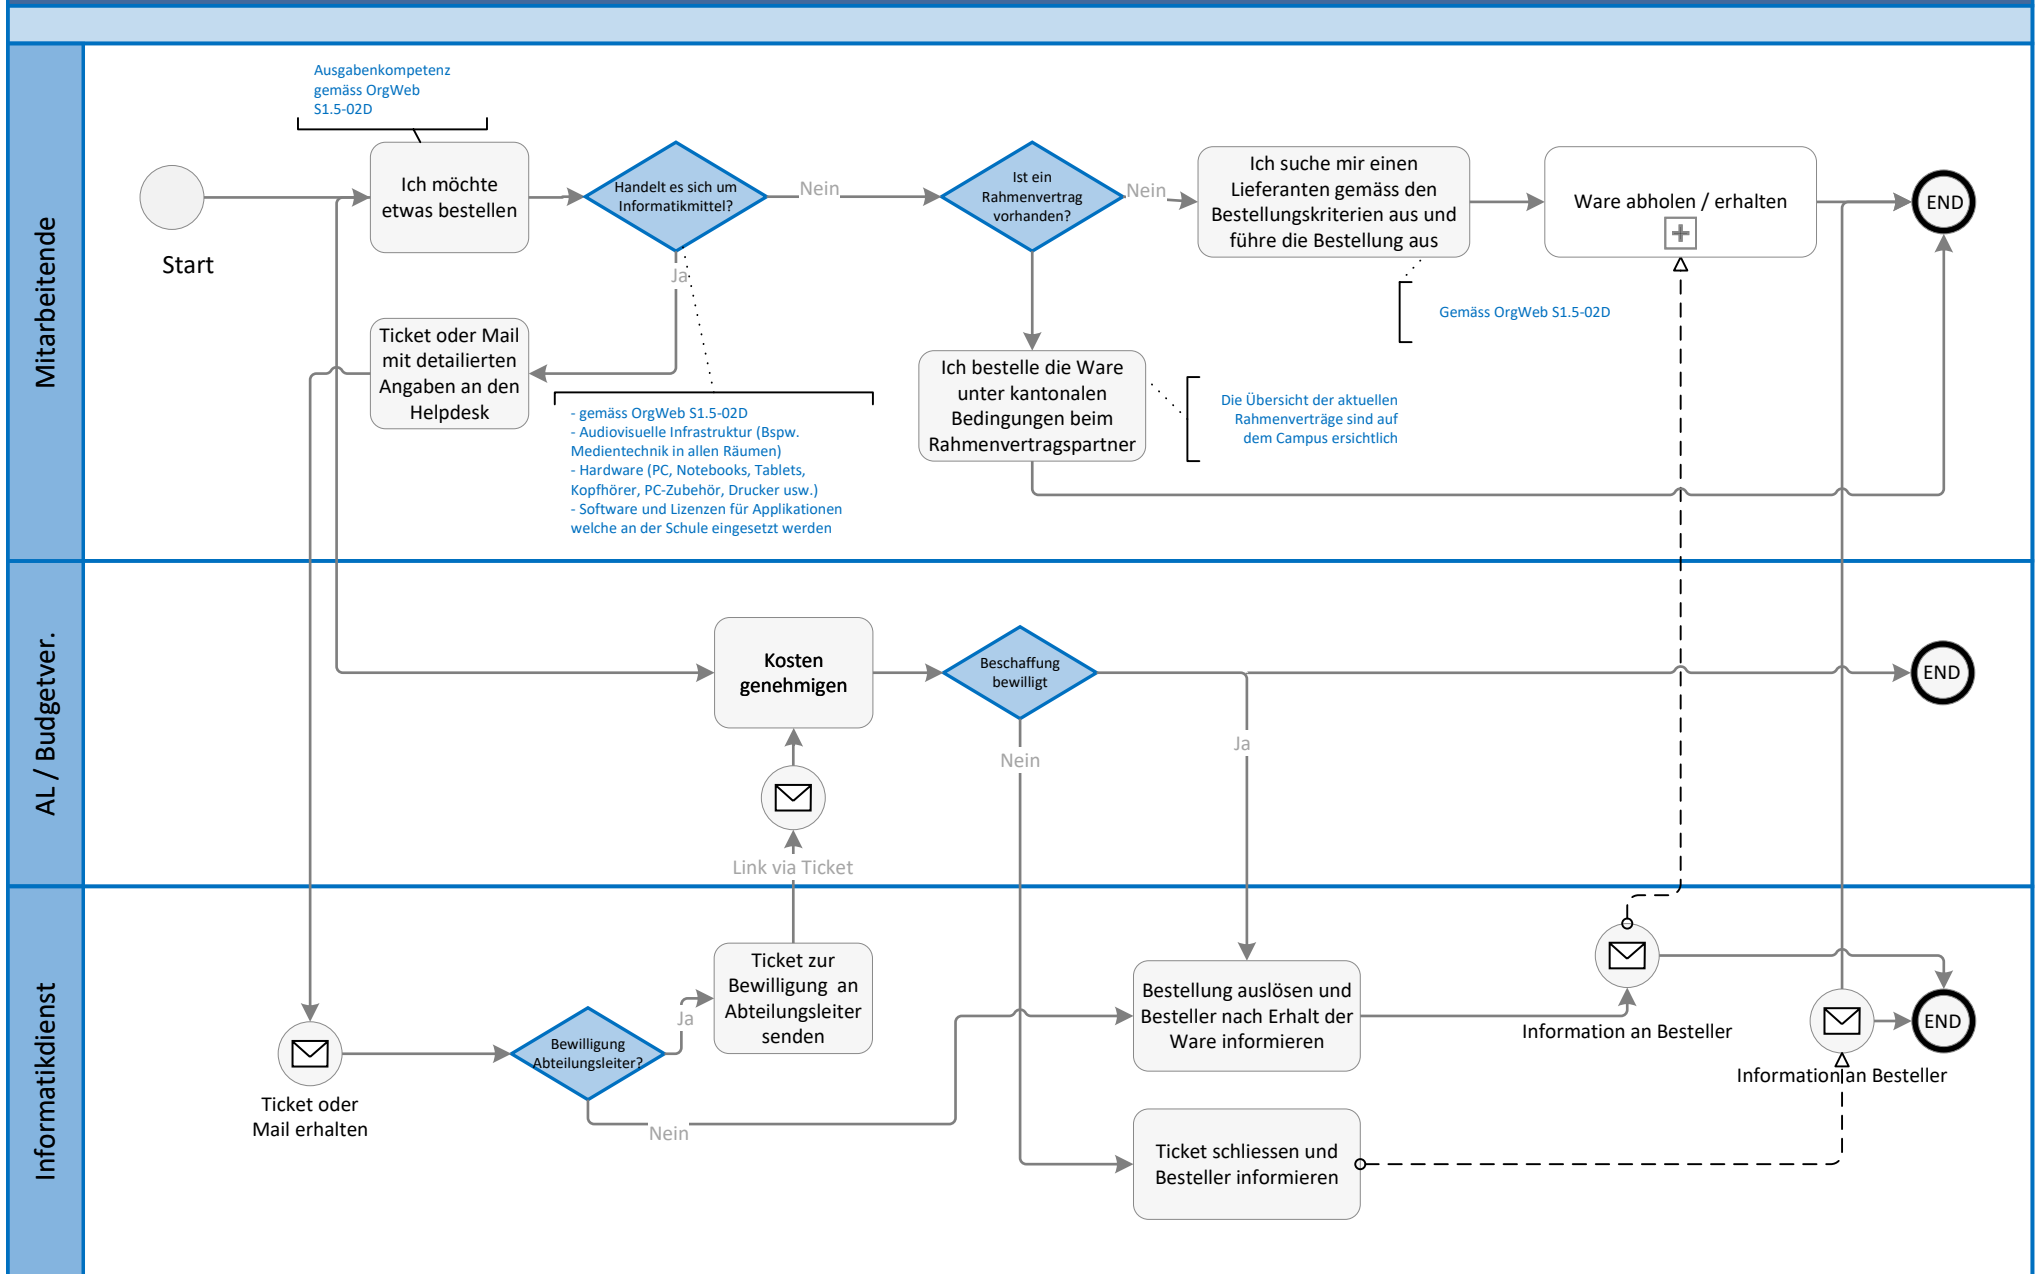 Mitarbeitende
Ausgabenkompetenz
gemäss OrgWeb
S1.5-02D
Start
Ich möchte
etwas bestellen
Handelt es sich um
Informatikmittel?
Nein
Ja
Ist ein
Rahmenvertrag
vorhanden?
Nein
Ich suche mir einen
Lieferanten gemäss den
Bestellungskriterien aus und
führe die Bestellung aus
Ware abholen / erhalten
END
Gemäss OrgWeb S1.5-02D
Ticket oder Mail
mit detailierten
Angaben an den
Helpdesk
- gemäss OrgWeb S1.5-02D
- Audiovisuelle Infrastruktur (Bspw.
Medientechnik in allen Räumen)
- Hardware (PC, Notebooks, Tablets,
Kopfhörer, PC-Zubehör, Drucker usw.)
- Software und Lizenzen für Applikationen
welche an der Schule eingesetzt werden
Ich bestelle die Ware
unter kantonalen
Bedingungen beim
Rahmenvertragspartner
Die Übersicht der aktuellen
Rahmenverträge sind auf
dem Campus ersichtlich
AL / Budgetver.
Kosten
genehmigen
Beschaffung
bewilligt
Nein
Ja
END
Link via Ticket
Informatikdienst
Ticket oder
Mail erhalten
Bewilligung
Abteilungsleiter?
Ja
Nein
Ticket zur
Bewilligung an
Abteilungsleiter
senden
Bestellung auslösen und
Besteller nach Erhalt der
Ware informieren
Information an Besteller
END
Information an Besteller
Ticket schliessen und
Besteller informieren